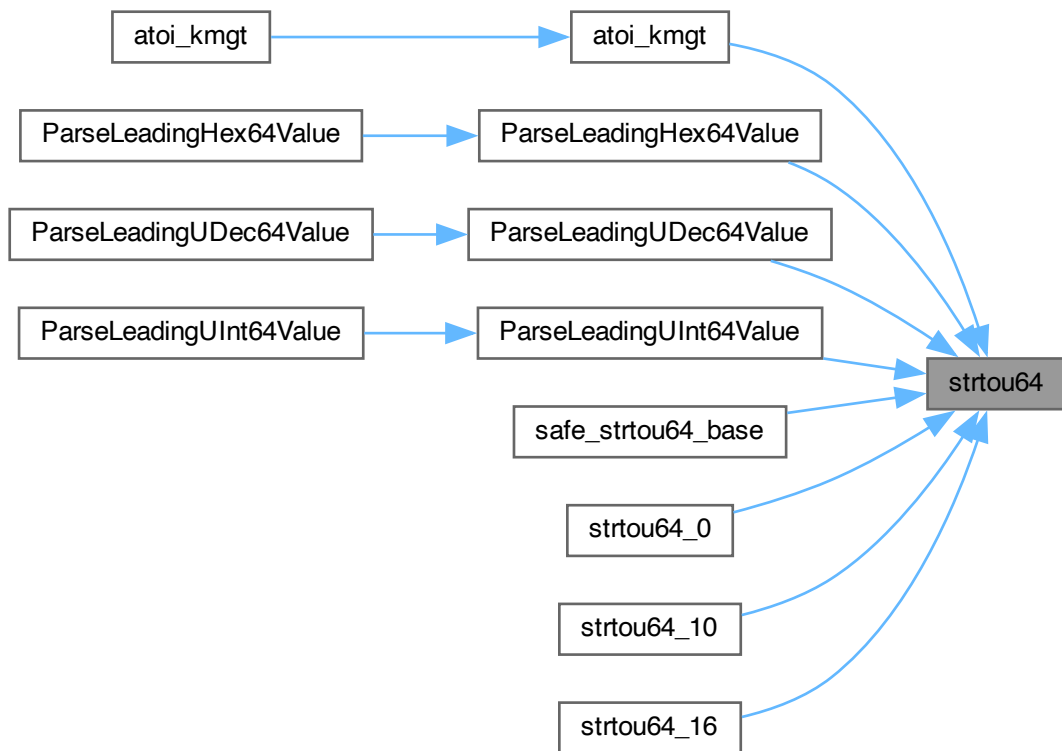 atoi_kmgt
atoi_kmgt
ParseLeadingHex64Value
ParseLeadingHex64Value
ParseLeadingUDec64Value
ParseLeadingUDec64Value
ParseLeadingUInt64Value
ParseLeadingUInt64Value
strtou64
safe_strtou64_base
strtou64_0
strtou64_10
strtou64_16